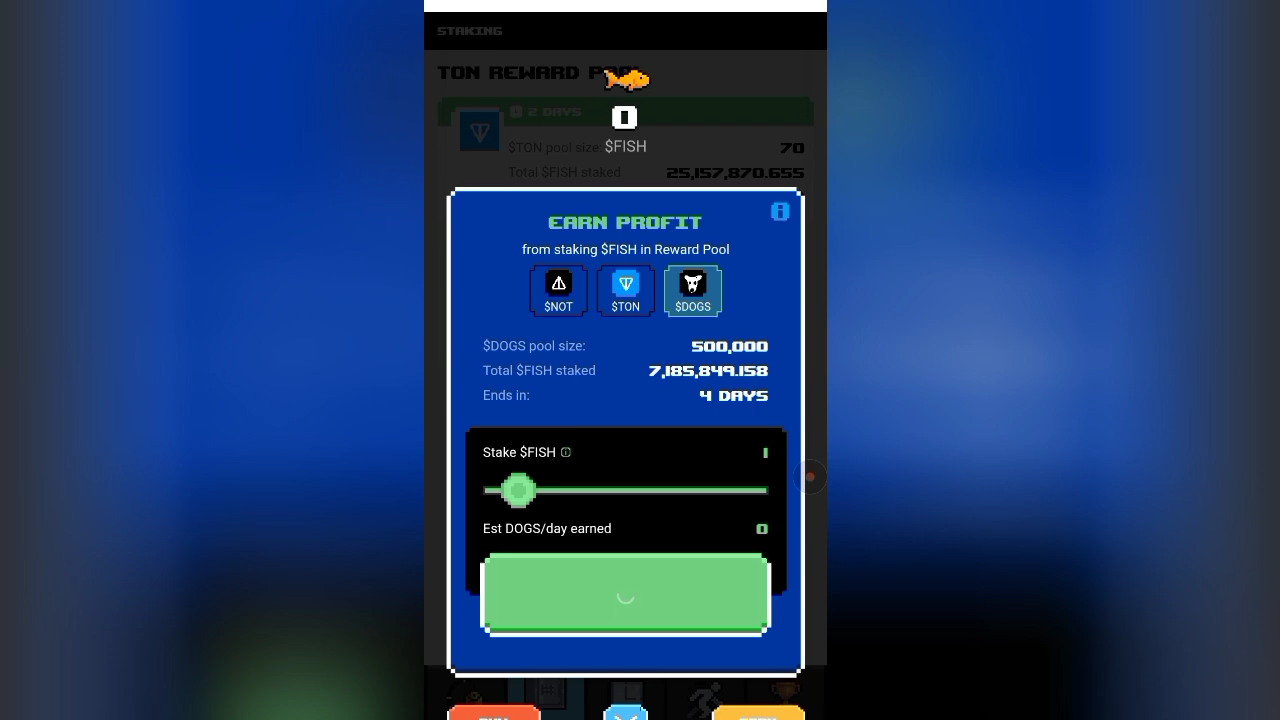 STAKING
TON REWARD
2 DAYS
0
$TON pool size:
$FISH
70
Total $FISH staked
25,157,870.655
EARN PROFIT
from staking $FISH in Reward Pool
$NOT
$TON
$DOGS
$DOGS pool size:
500,000
Total $FISH staked
7,185,849.158
Ends in:
4 DAYS
Stake $FISH
1
Est DOGS/day earned
0